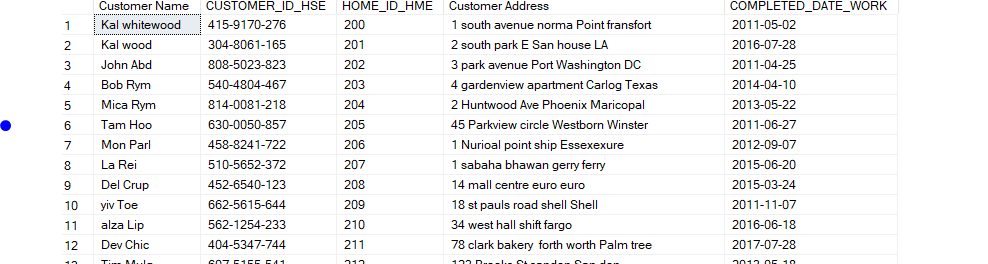 Customer Name CUSTOMER_ID_HSE HOME_ID_HME Customer Address COMPLETED_DATE_WORK
1 Kal whitewood 415-9170-276 200 1 south avenue norma Point fransfort 2011-05-02
2 Kal wood 304-8061-165 201 2 south park E San house LA 2016-07-28
3 John Abd 808-5023-823 202 3 park avenue Port Washington DC 2011-04-25
4 Bob Rym 540-4804-467 203 4 gardenview apartment Carlog Texas 2014-04-10
5 Mica Rym 814-0081-218 204 2 Huntwood Ave Phoenix Maricopal 2013-05-22
6 Tam Hoo 630-0050-857 205 45 Parkview circle Westborn Winster 2011-06-27
7 Mon Parl 458-8241-722 206 1 Nurioal point ship Essexexure 2012-09-07
8 La Rei 510-5652-372 207 1 sabaha bhawan gerry ferry 2015-06-20
9 Del Crup 452-6540-123 208 14 mall centre euro euro 2015-03-24
10 yiv Toe 662-5615-644 209 18 st pauls road shell Shell 2011-11-07
11 alza Lip 562-1254-233 210 34 west hall shift fargo 2016-06-18
12 Dev Chic 404-5347-744 211 78 clark bakery forth worth Palm tree 2017-07-28